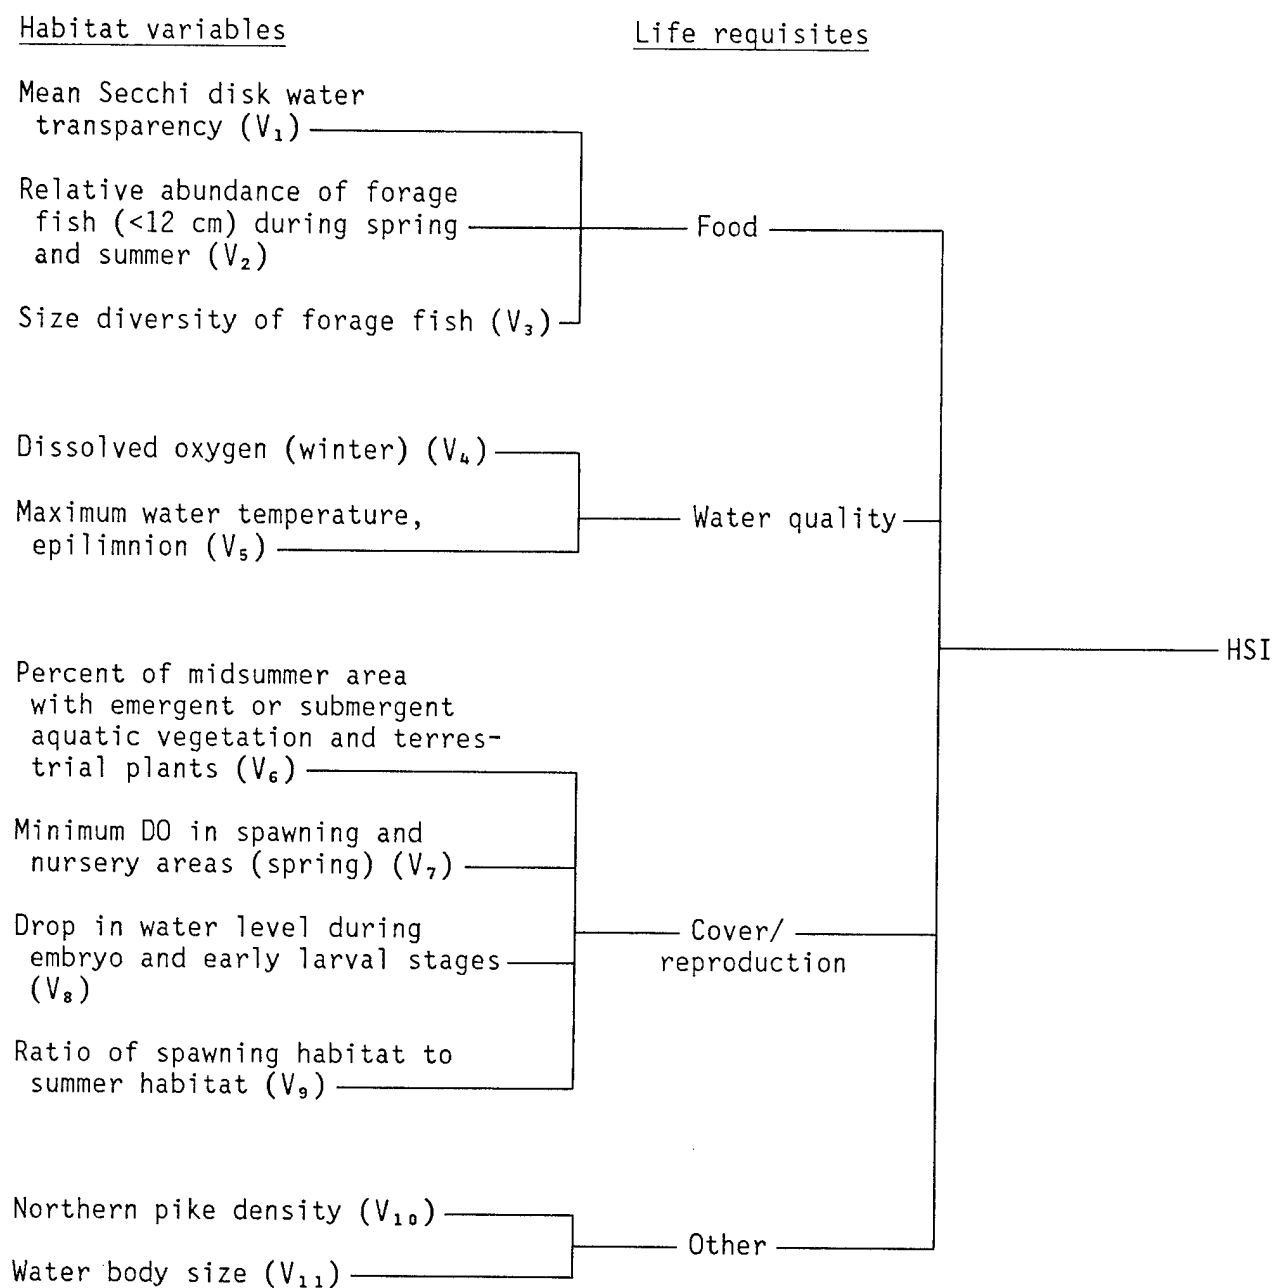 Habitat variables
Life requisites
Mean Secchi disk water
transparency (V₁)
Relative abundance of forage
fish (<12 cm) during spring
and summer (V₂)
Size diversity of forage fish (V₃)
Food
Dissolved oxygen (winter) (V₄)
Maximum water temperature,
epilimnion (V₅)
Water quality
HSI
Percent of midsummer area
with emergent or submergent
aquatic vegetation and terres-
trial plants (V₆)
Minimum DO in spawning and
nursery areas (spring) (V₇)
Drop in water level during
embryo and early larval stages
(V₈)
Ratio of spawning habitat to
summer habitat (V₉)
Cover/
reproduction
Northern pike density (V₁₀)
Water body size (V₁₁)
Other